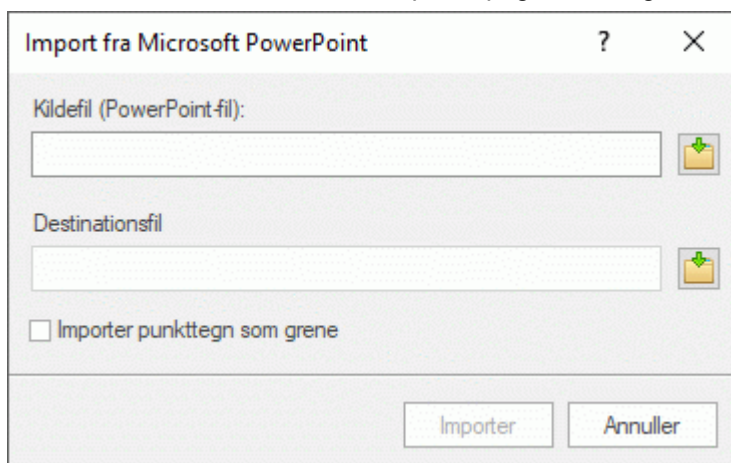 Import fra Microsoft PowerPoint ?
Kildefil (PowerPoint-fil):
Destinationsfil
Importer punkttegn som grene
Importer Annuller